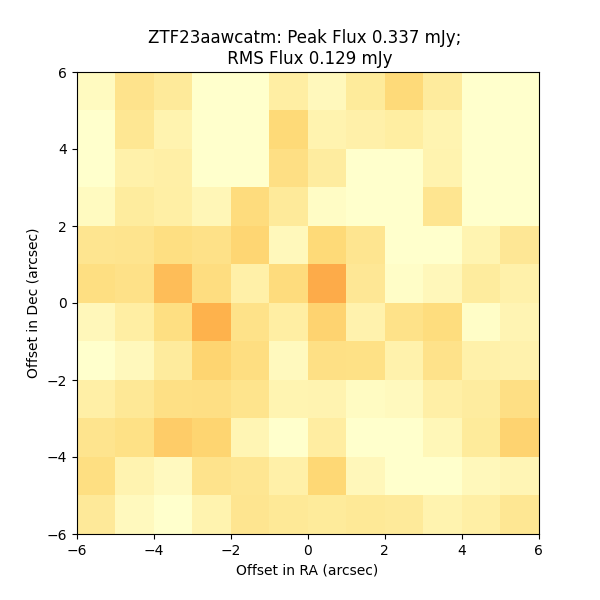 ZTF23aawcatm: Peak Flux 0.337 mJy;
RMS Flux 0.129 mJy
6
4
2
0
−2
−4
−6
Offset in Dec (arcsec)
−6 −4 −2 0 2 4 6
Offset in RA (arcsec)